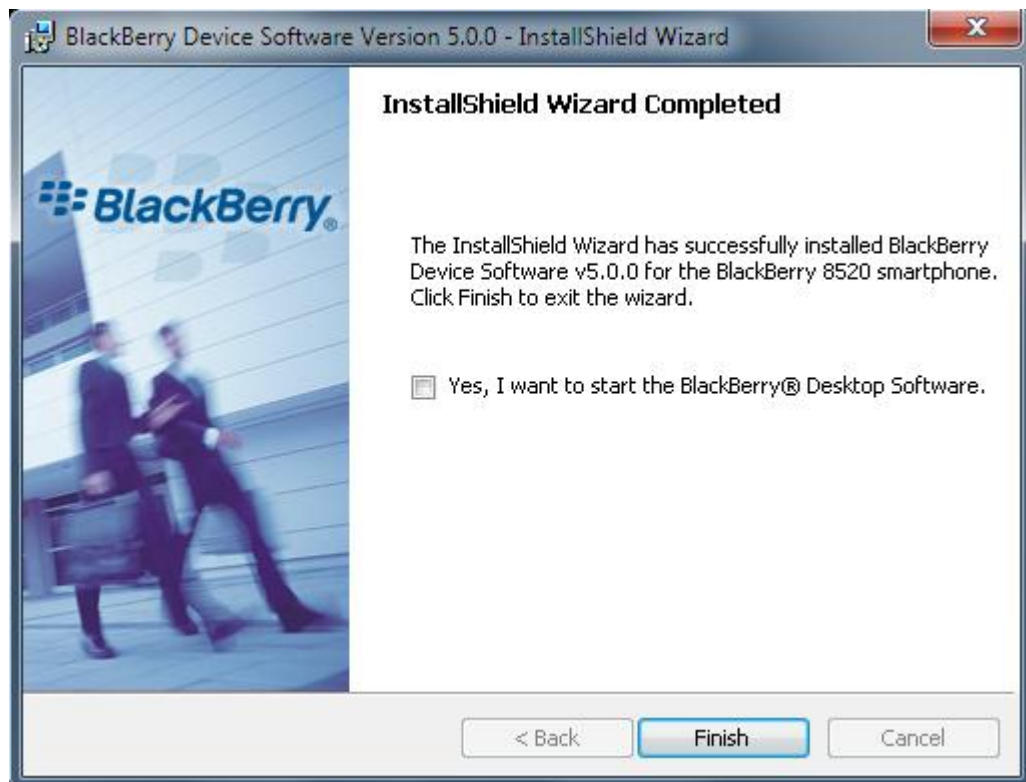 BlackBerry Device Software Version 5.0.0 - InstallShield Wizard
InstallShield Wizard Completed
BlackBerry®
The InstallShield Wizard has successfully installed BlackBerry
Device Software v5.0.0 for the BlackBerry 8520 smartphone.
Click Finish to exit the wizard.
Yes, I want to start the BlackBerry® Desktop Software.
< Back
Finish
Cancel